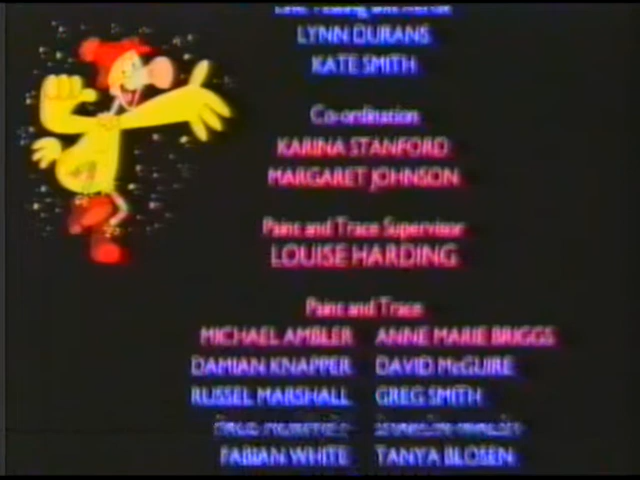 LYNN DURANS
KATE SMITH
Co-ordination
KARINA STANFORD
MARGARET JOHNSON
Paint and Trace Supervisor
LOUISE HARDING
Paint and Trace
MICHAEL AMBLER ANNE MARIE BRIGGS
DAMIAN KNAPPER DAVID McGUIRE
RUSSEL MARSHALL GREG SMITH
FABIAN WHITE TANYA BLOSEN